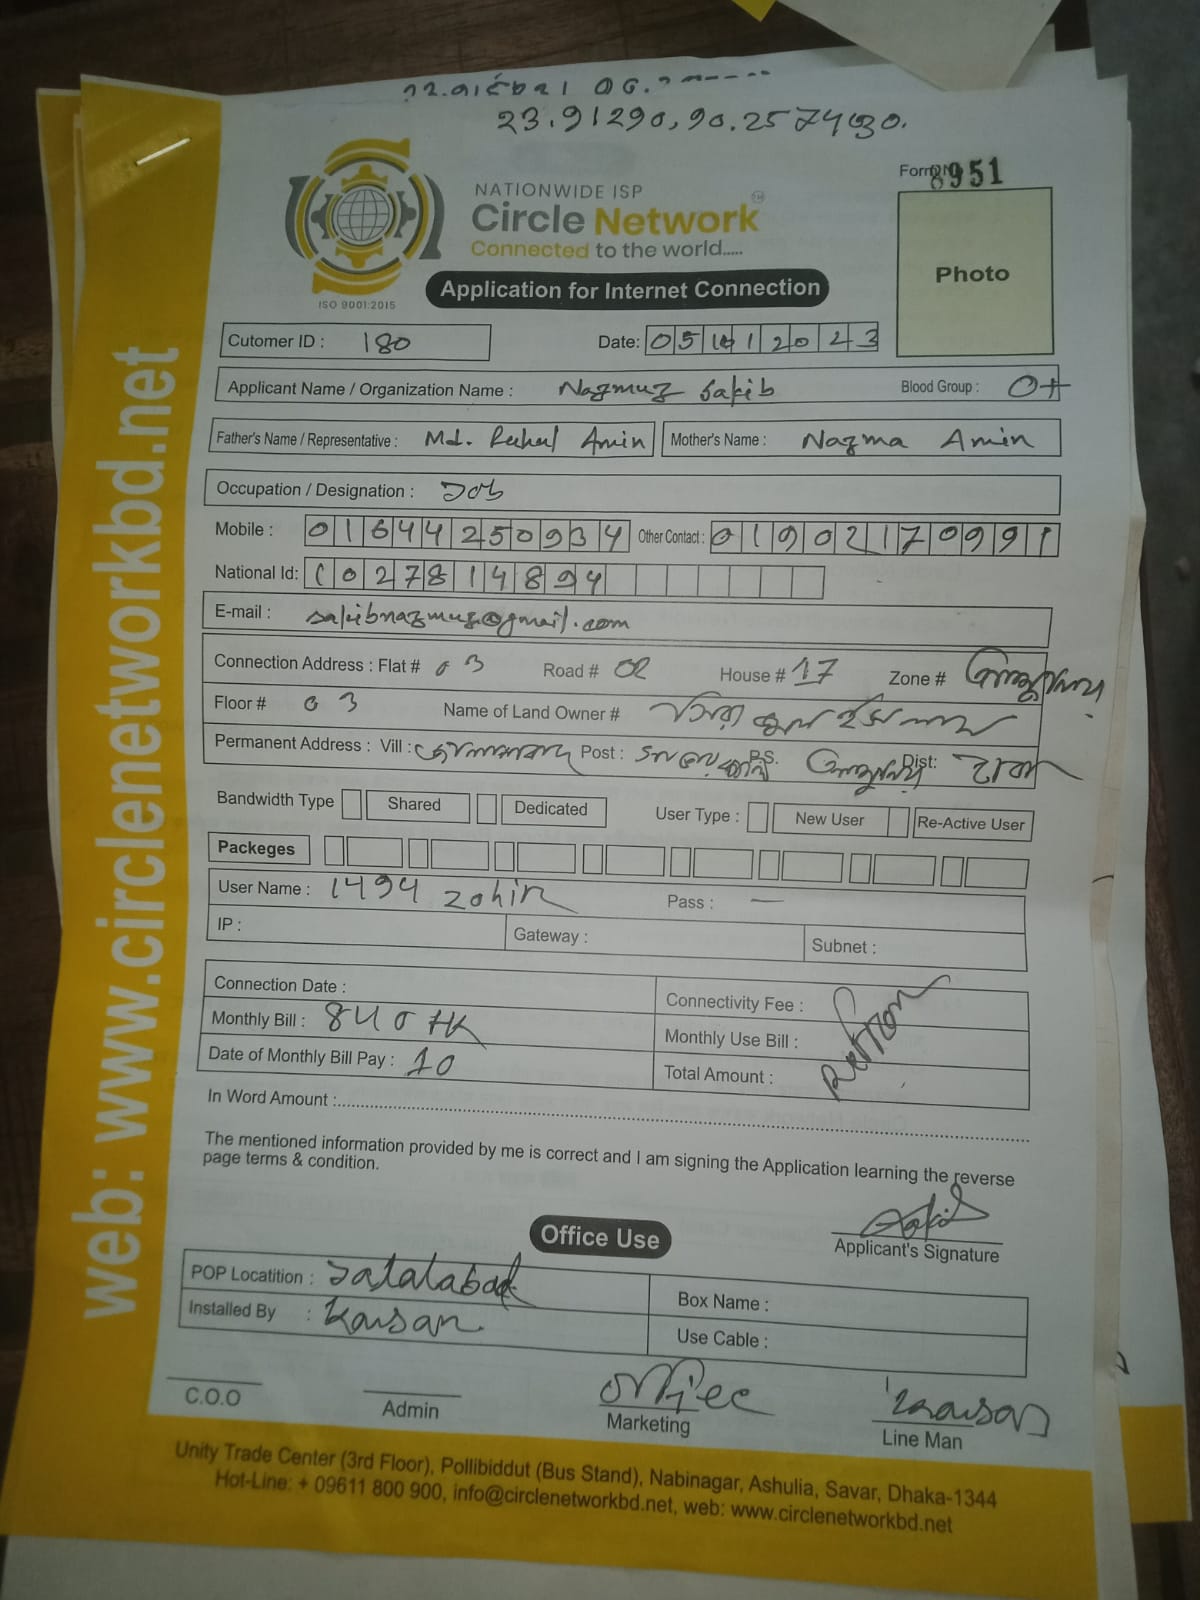 23.91290, 90.257430.
Form N 8951
NATIONWIDE ISP
Circle Network
Connected to the world.....
ISO 9001:2015
Application for Internet Connection
Photo
Cutomer ID : 180 Date: 05 2023
Applicant Name / Organization Name : Nazmuz Sakib Blood Group : O+
Father's Name / Representative : Md. Ruhul Amin Mother's Name : Nazma Amin
Occupation / Designation : Job
Mobile : 01644250934 Other Contact : 01902170991
National Id: 1027814894
E-mail : sakibnazmuz@gmail.com
Connection Address : Flat # 03 Road # 02 House # 17 Zone # আশুলিয়া
Floor # 03 Name of Land Owner #
Permanent Address : Vill : Post : P.S. আশুলিয়া Dist: ঢাকা
Bandwidth Type Shared Dedicated User Type : New User Re-Active User
Packeges
User Name : 1494 zohir Pass : —
IP : Gateway : Subnet :
Connection Date : Connectivity Fee :
Monthly Bill : 840 tk Monthly Use Bill :
Date of Monthly Bill Pay : 10 Total Amount :
In Word Amount :
The mentioned information provided by me is correct and I am signing the Application learning the reverse
page terms & condition.
Sakib
Applicant's Signature
Office Use
POP Locatition : Jalalabad Box Name :
Installed By : Kawsar Use Cable :
office Kawsar
C.O.O Admin Marketing Line Man
Unity Trade Center (3rd Floor), Pollibiddut (Bus Stand), Nabinagar, Ashulia, Savar, Dhaka-1344
Hot-Line: + 09611 800 900, info@circlenetworkbd.net, web: www.circlenetworkbd.net
web: www.circlenetworkbd.net